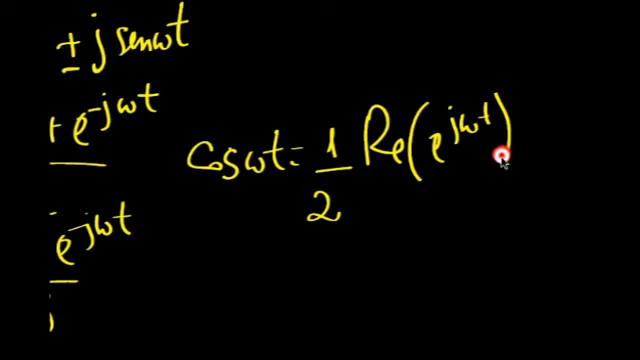 ± j senωt
+ e^-jωt
cosωt = 1/2 Re(e^jωt)
e^-jωt